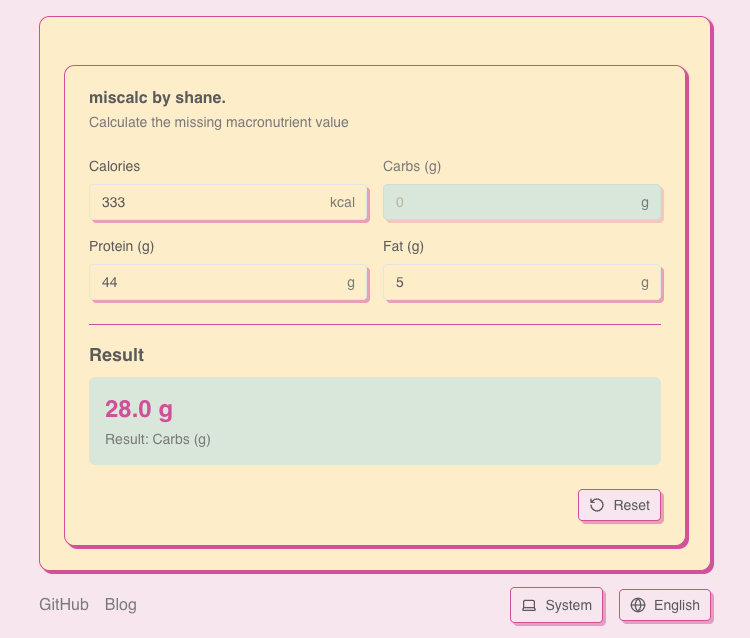 miscalc by shane.
Calculate the missing macronutrient value
Calories
333 kcal
Carbs (g)
0 g
Protein (g)
44 g
Fat (g)
5 g
Result
28.0 g
Result: Carbs (g)
Reset
GitHub Blog
System English